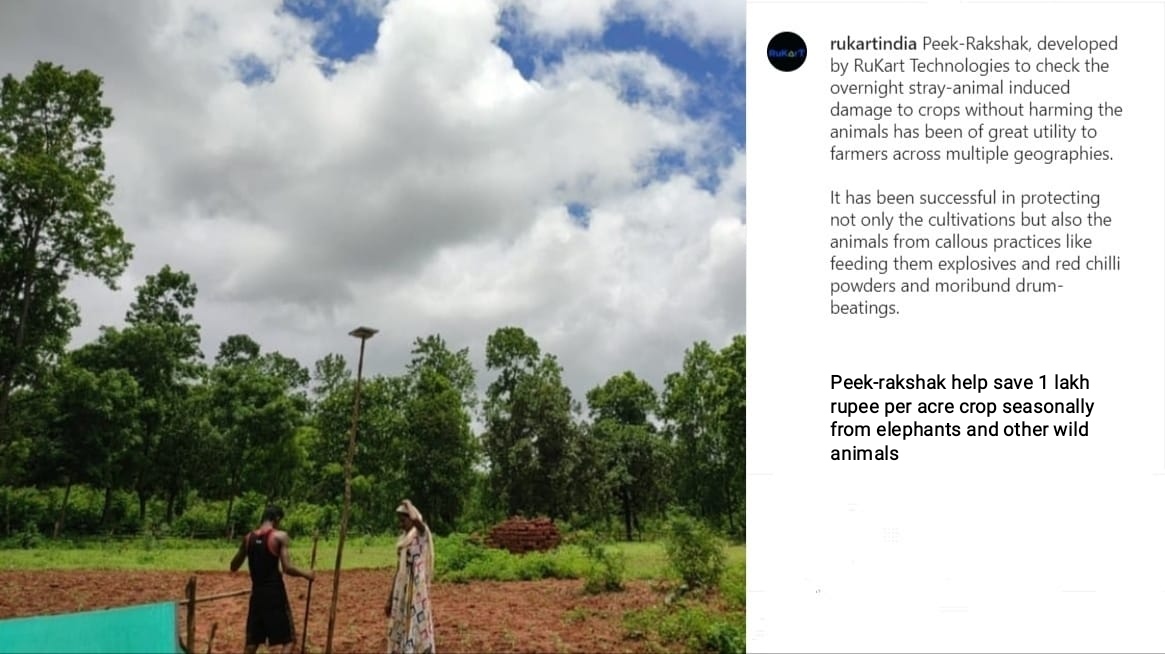 RuKarT
rukartindia Peek-Rakshak, developed
by RuKart Technologies to check the
overnight stray-animal induced
damage to crops without harming the
animals has been of great utility to
farmers across multiple geographies.
It has been successful in protecting
not only the cultivations but also the
animals from callous practices like
feeding them explosives and red chilli
powders and moribund drum-
beatings.
Peek-rakshak help save 1 lakh
rupee per acre crop seasonally
from elephants and other wild
animals